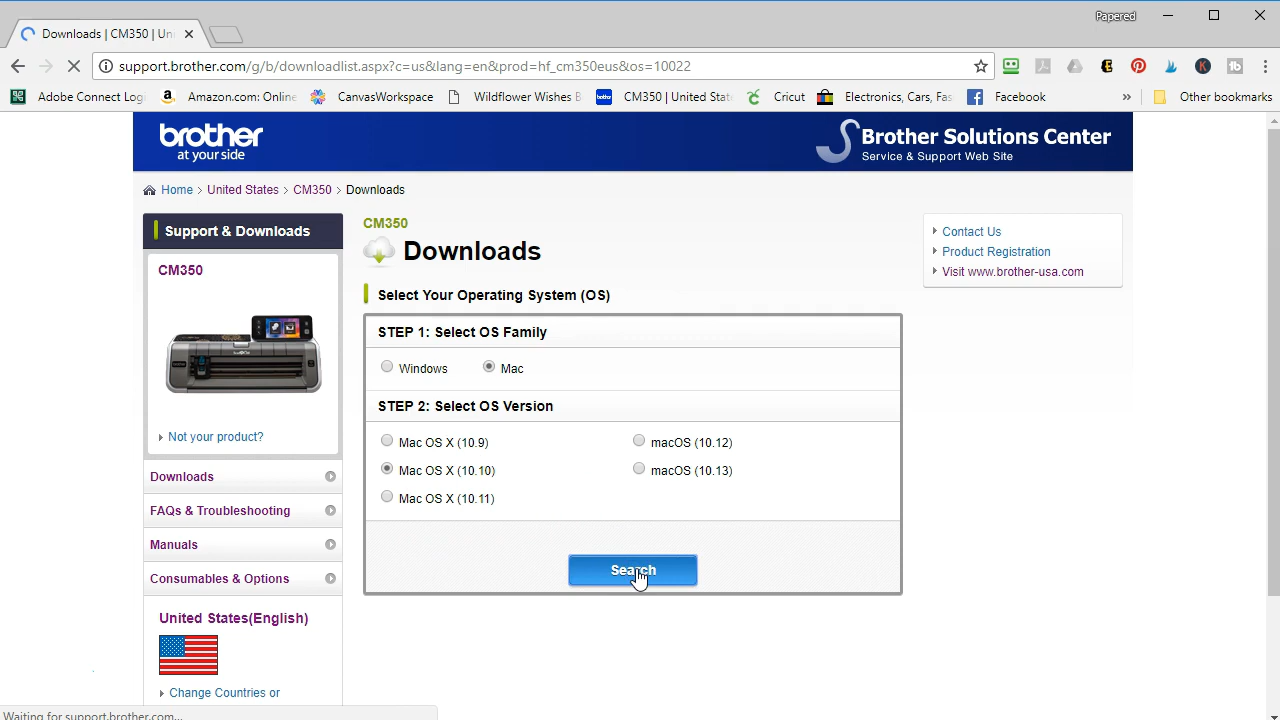 Papered
Downloads | CM350 | Un
support.brother.com/g/b/downloadlist.aspx?c=us&lang=en&prod=hf_cm350eus&os=10022
Adobe Connect Log
Amazon.com: Online
CanvasWorkspace
Wildflower Wishes B
CM350 | United Stat
Cricut
Electronics, Cars, Fas
Facebook
»
Other bookmarks
brother
at your side
Brother Solutions Center
Service & Support Web Site
Home > United States > CM350 > Downloads
Support & Downloads
CM350
Not your product?
Downloads
FAQs & Troubleshooting
Manuals
Consumables & Options
United States(English)
Change Countries or
CM350
Downloads
Select Your Operating System (OS)
STEP 1: Select OS Family
Windows Mac
STEP 2: Select OS Version
Mac OS X (10.9) macOS (10.12)
Mac OS X (10.10) macOS (10.13)
Mac OS X (10.11)
Search
Contact Us
Product Registration
Visit www.brother-usa.com
Waiting for support.brother.com...